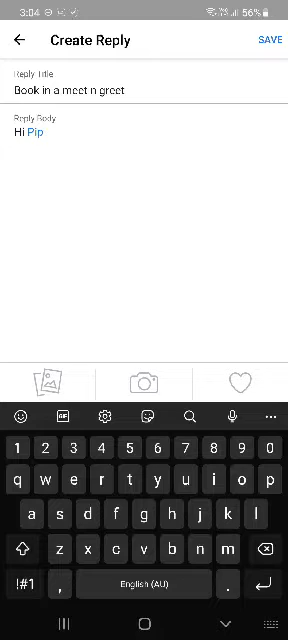 3:04 56%
Create Reply SAVE
Reply Title
Book in a meet n greet
Reply Body
Hi Pip
GIF
1 2 3 4 5 6 7 8 9 0
q w e r t y u i o p
a s d f g h j k l
z x c v b n m
!#1 , English (AU) .